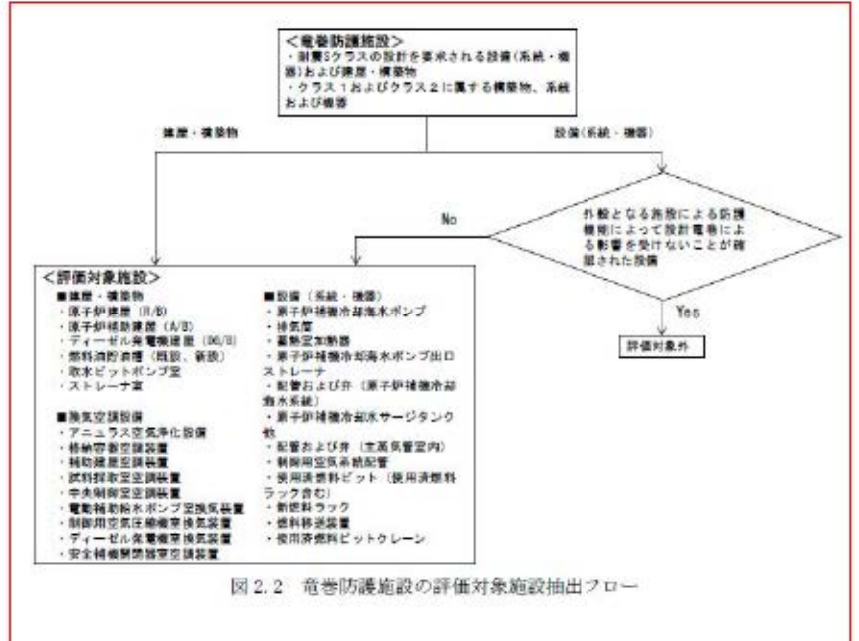 <竜巻防護施設>
・耐震Sクラスの設計を要求される設備(系統・機
器)および建屋・構築物
・クラス1およびクラス2に属する構築物、系統
および機器
建屋・構築物
設備(系統・機器)
外殻となる施設による防護
機能によって設計竜巻によ
る影響を受けないことが確
認された設備
No
Yes
評価対象外
<評価対象施設>
■建屋・構築物
・原子炉建屋 (R/B)
・原子炉補助建屋 (A/B)
・ディーゼル発電機建屋 (DG/B)
・燃料油貯油槽 (既設、新設)
・取水ピットポンプ室
・ストレーナ室
■換気空調設備
・アニュラス空気浄化設備
・格納容器空調装置
・補助建屋空調装置
・試料採取室空調装置
・中央制御室空調装置
・電動補助給水ポンプ室換気装置
・制御用空気圧縮機室換気装置
・ディーゼル発電機室換気装置
・安全補機開閉器室空調装置
■設備 (系統・機器)
・原子炉補機冷却海水ポンプ
・排気筒
・蓄熱室加熱器
・原子炉補機冷却海水ポンプ出口
ストレーナ
・配管および弁 (原子炉補機冷却
海水系統)
・原子炉補機冷却水サージタンク
他
・配管および弁 (主蒸気管室内)
・制御用空気系統配管
・使用済燃料ピット (使用済燃料
ラック含む)
・新燃料ラック
・燃料移送装置
・使用済燃料ピットクレーン
図2.2 竜巻防護施設の評価対象施設抽出フロー